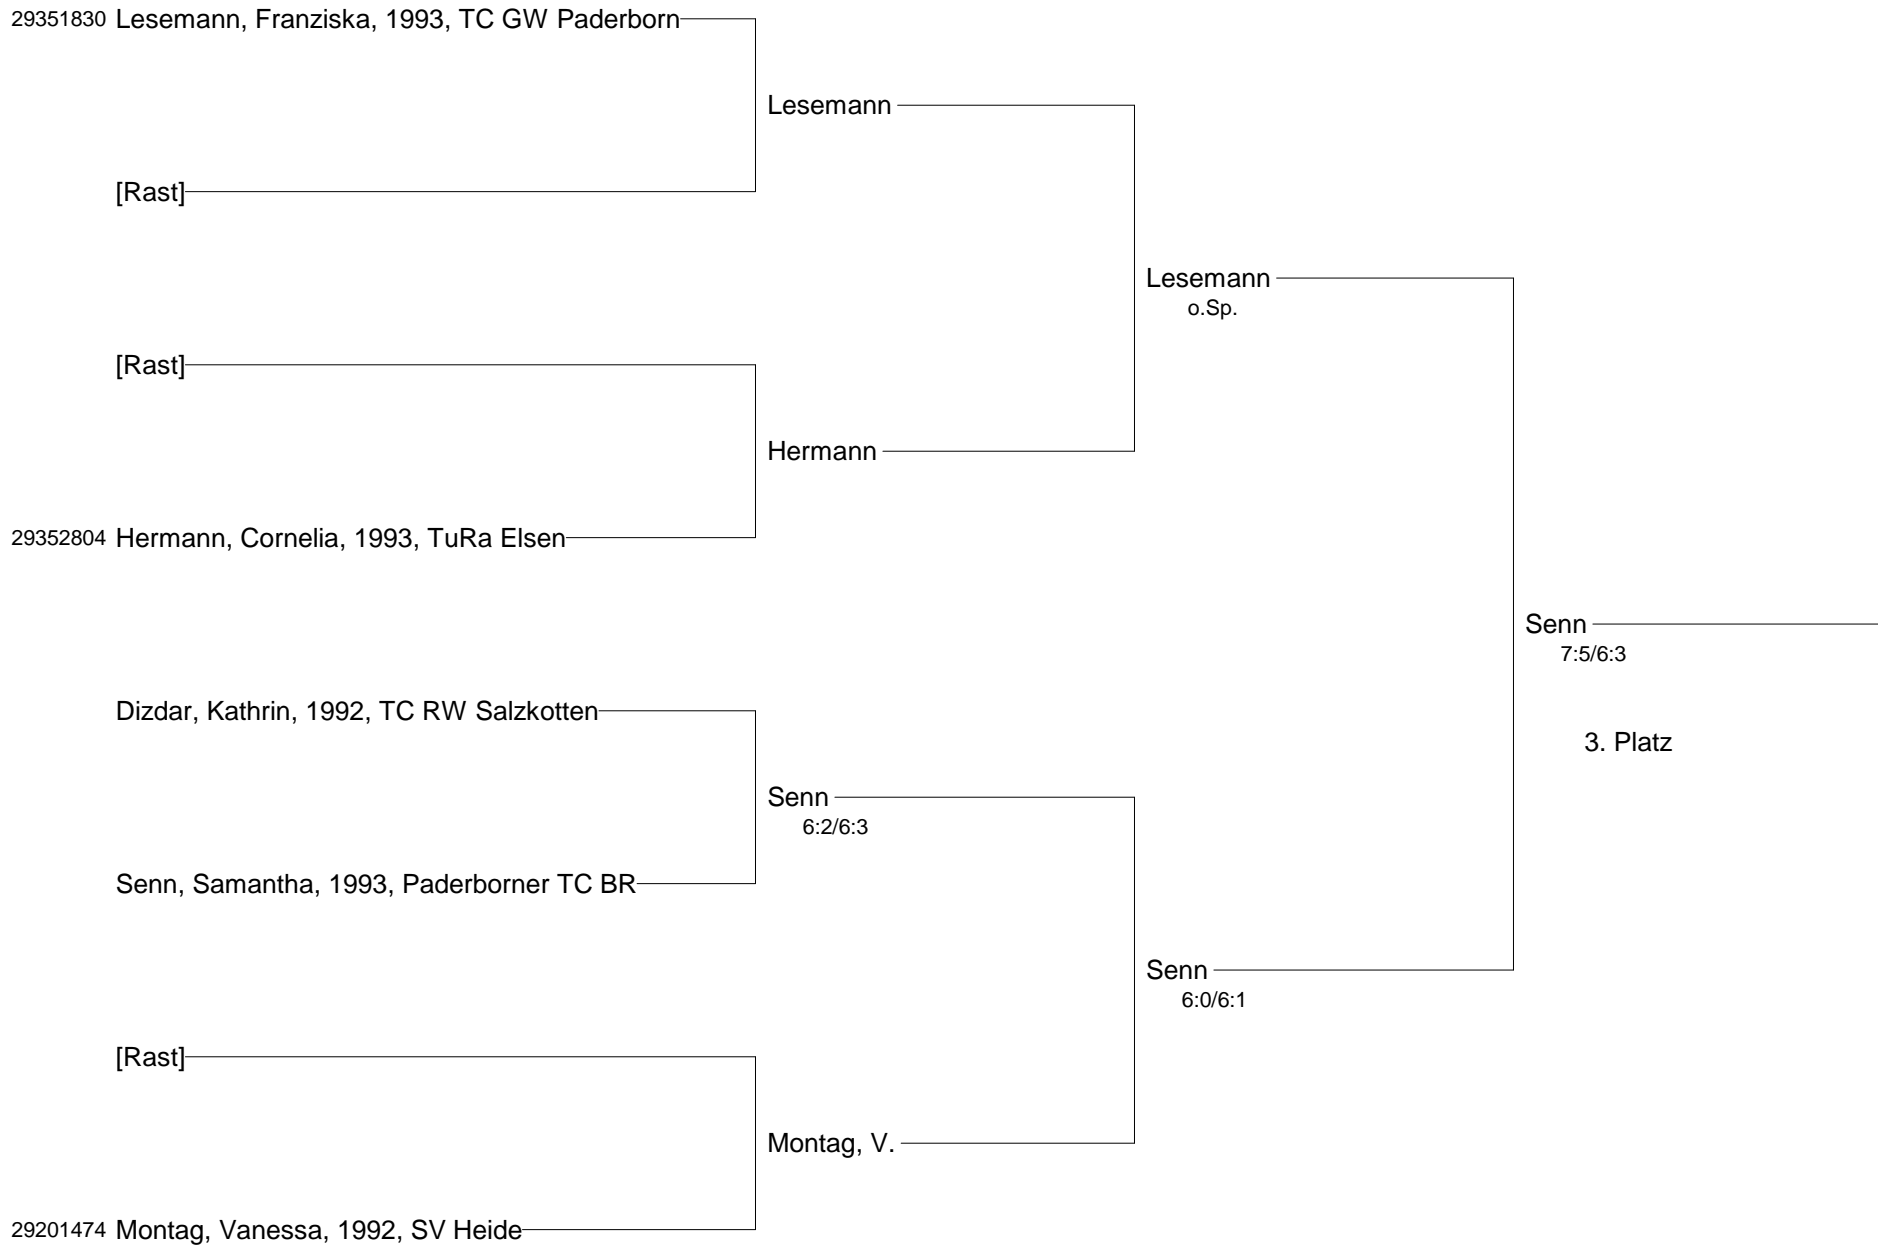 29351830 Lesemann, Franziska, 1993, TC GW Paderborn
Lesemann
[Rast]
Lesemann
o.Sp.
[Rast]
Hermann
29352804 Hermann, Cornelia, 1993, TuRa Elsen
Senn
7:5/6:3
Dizdar, Kathrin, 1992, TC RW Salzkotten
3. Platz
Senn
6:2/6:3
Senn, Samantha, 1993, Paderborner TC BR
Senn
6:0/6:1
[Rast]
Montag, V.
29201474 Montag, Vanessa, 1992, SV Heide